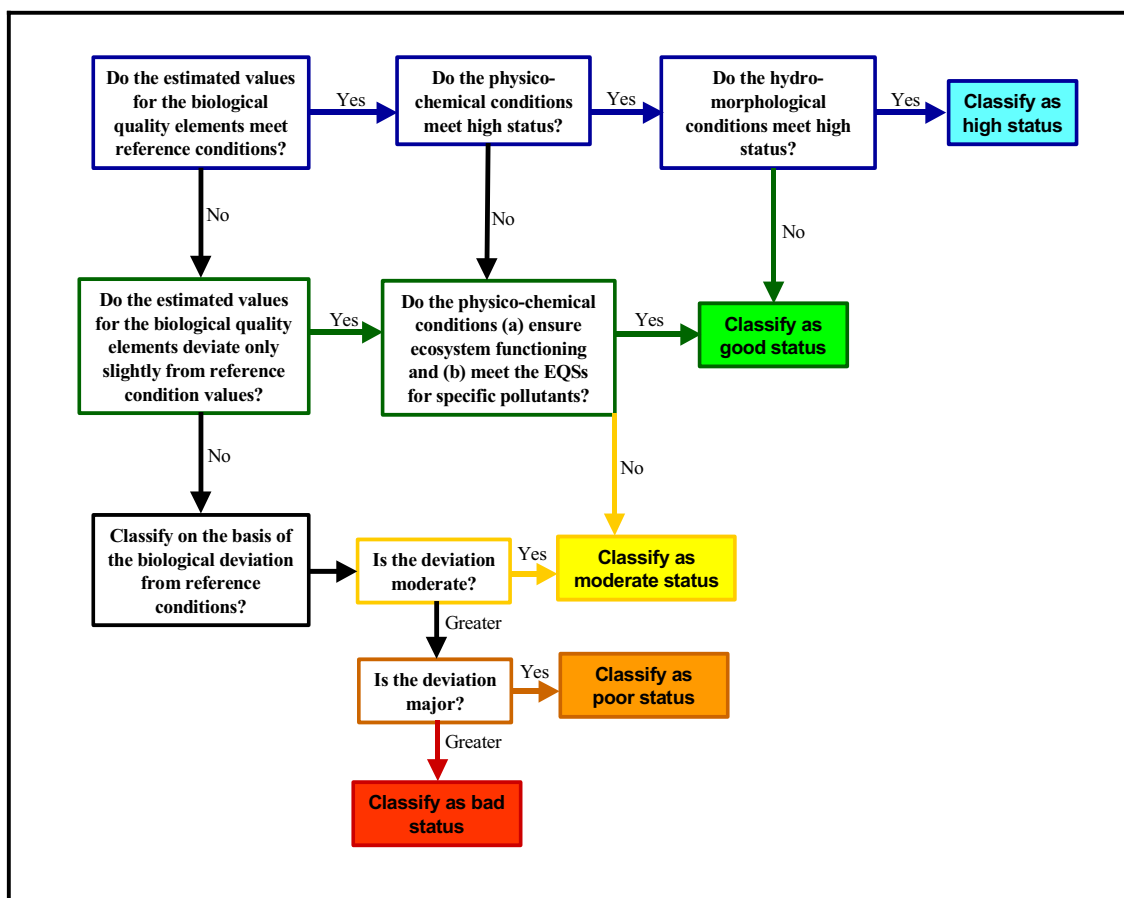 Do the estimated values
for the biological
quality elements meet
reference conditions?
Yes
Do the physico-
chemical conditions
meet high status?
Yes
Do the hydro-
morphological
conditions meet high
status?
Yes
Classify as
high status
No
No
No
Do the estimated values
for the biological quality
elements deviate only
slightly from reference
condition values?
Yes
Do the physico-chemical
conditions (a) ensure
ecosystem functioning
and (b) meet the EQSs
for specific pollutants?
Yes
Classify as
good status
No
No
Classify on the basis of
the biological deviation
from reference
conditions?
Is the deviation
moderate?
Yes
Classify as
moderate status
Greater
Is the deviation
major?
Yes
Classify as
poor status
Greater
Classify as bad
status